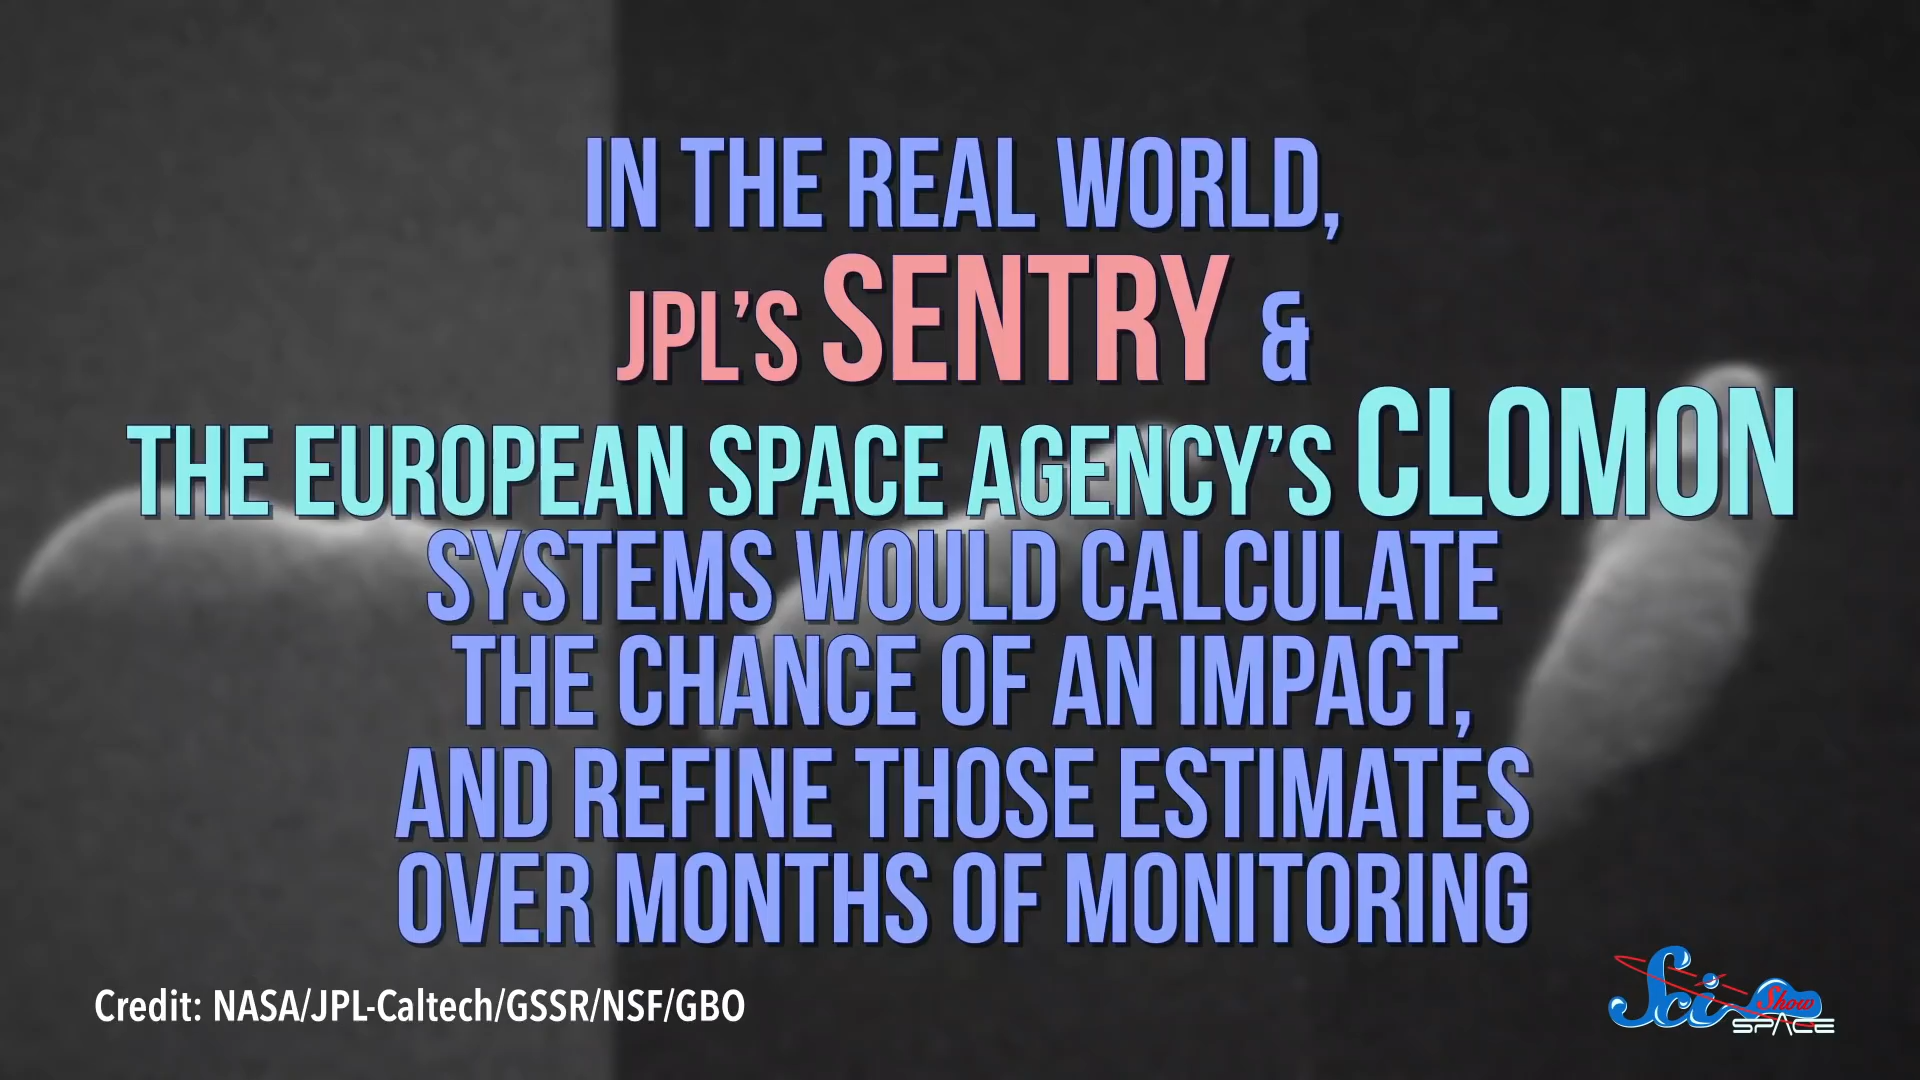 IN THE REAL WORLD,
JPL'S SENTRY &
THE EUROPEAN SPACE AGENCY'S CLOMON
SYSTEMS WOULD CALCULATE
THE CHANCE OF AN IMPACT,
AND REFINE THOSE ESTIMATES
OVER MONTHS OF MONITORING
Credit: NASA/JPL-Caltech/GSSR/NSF/GBO
Sci Show
SPACE